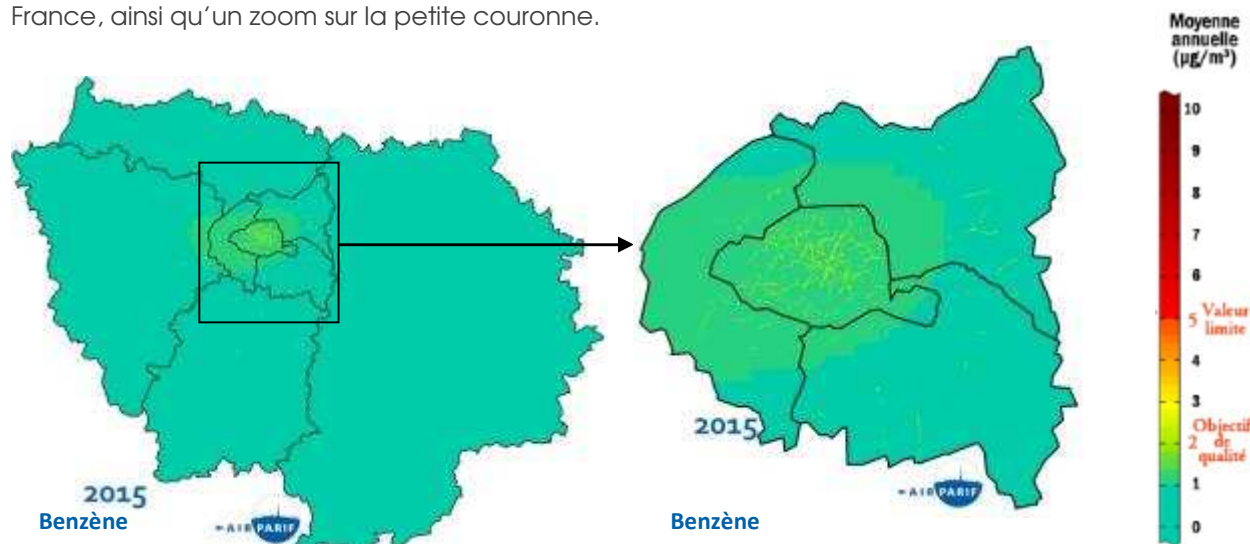 France, ainsi qu'un zoom sur la petite couronne.
Moyenne
annuelle
(µg/m³)
10
9
8
7
6
5 Valeur
limite
4
3
Objectif
2 de
qualité
1
0
2015
Benzène
AIRPARIF
2015
Benzène
AIRPARIF